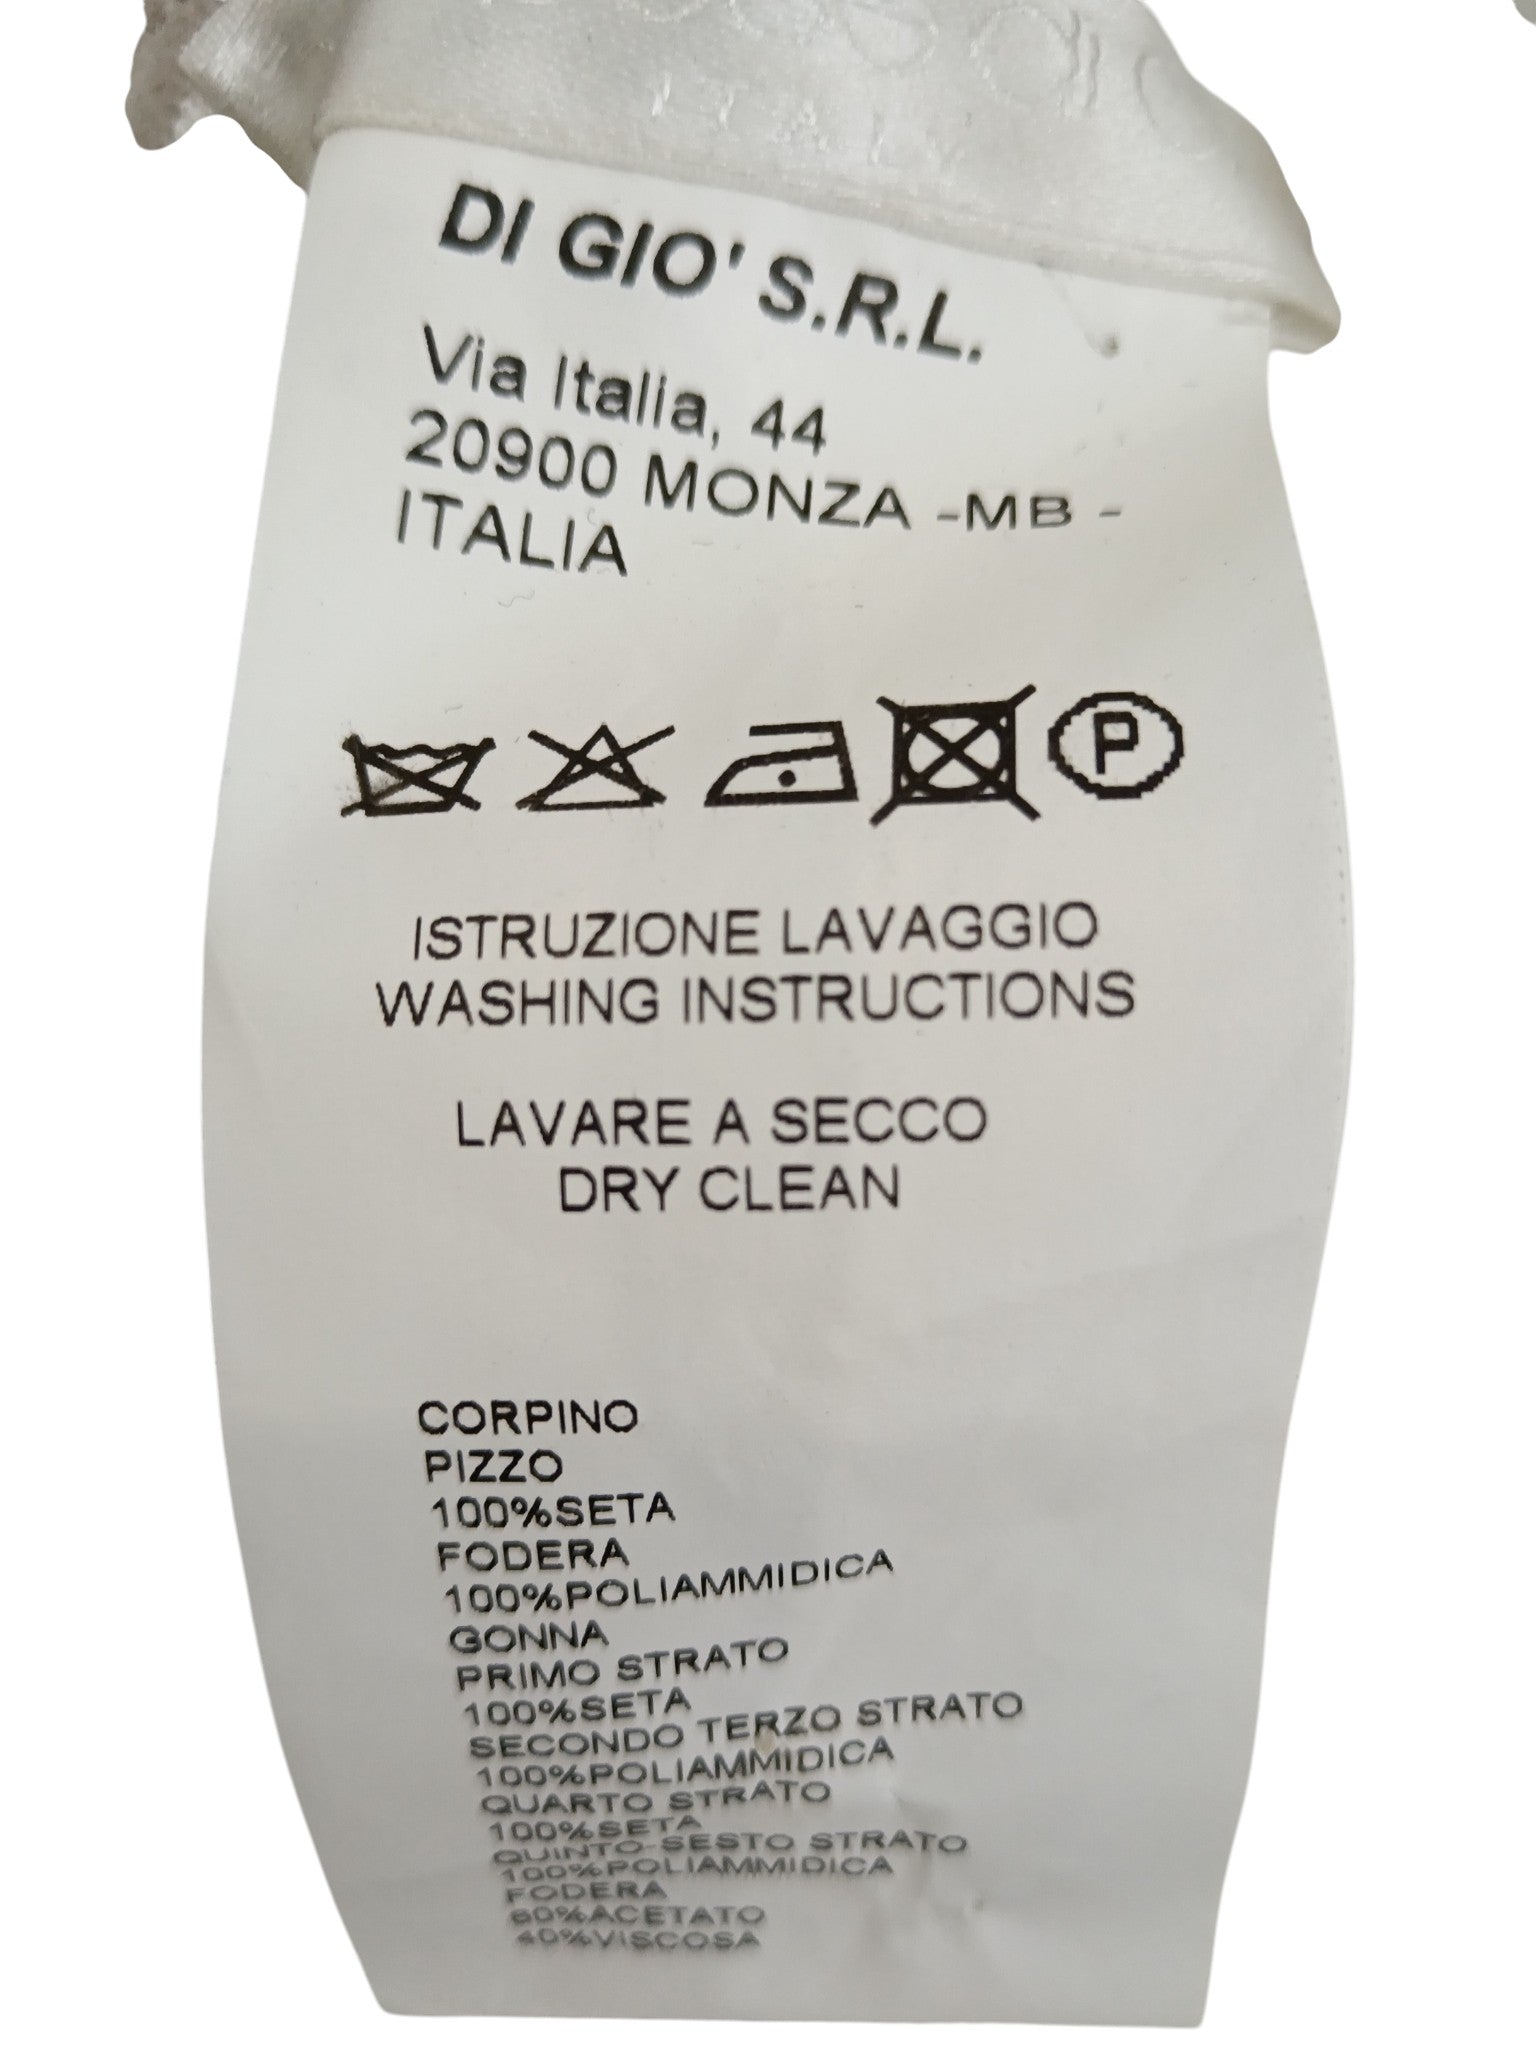 DI GIO' S.R.L.
Via Italia, 44
20900 MONZA -MB -
ITALIA
P
ISTRUZIONE LAVAGGIO
WASHING INSTRUCTIONS
LAVARE A SECCO
DRY CLEAN
CORPINO
PIZZO
100%SETA
FODERA
100%POLIAMMIDICA
GONNA
PRIMO STRATO
100%SETA
SECONDO TERZO STRATO
100%POLIAMMIDICA
QUARTO STRATO
100%SETA
QUINTO-SESTO STRATO
100%POLIAMMIDICA
FODERA
60%ACETATO
40%VISCOSA